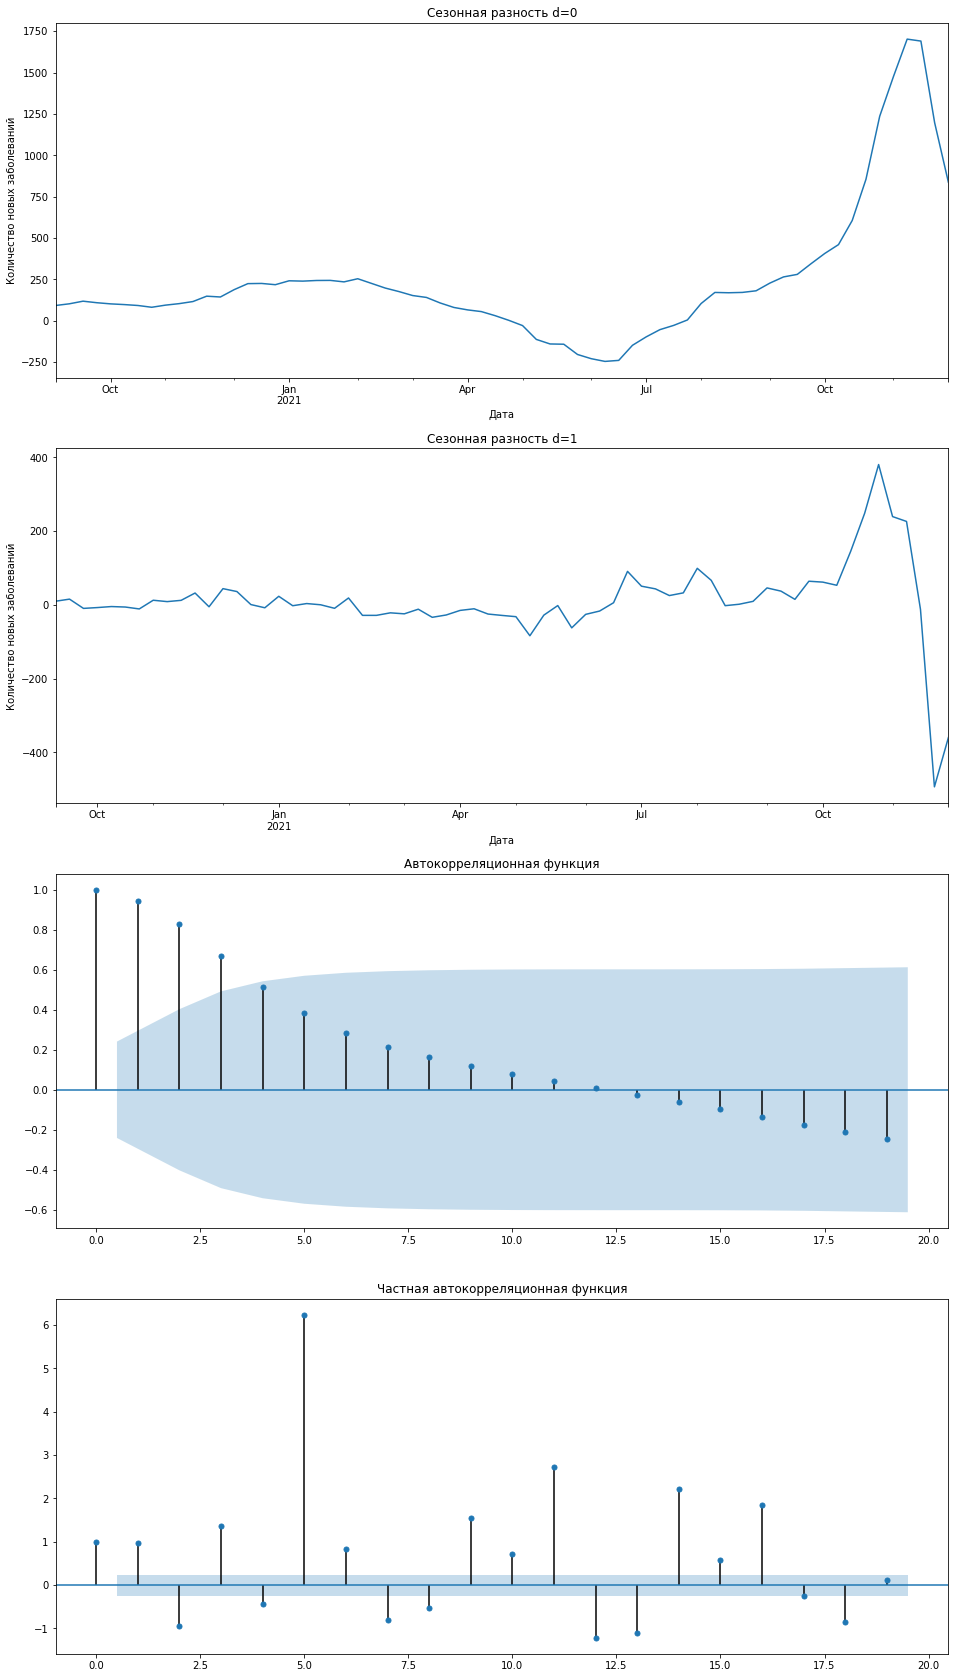 Сезонная разность d=0
Количество новых заболеваний
1750
1500
1250
1000
750
500
250
0
−250
Oct Jan Apr Jul Oct
2021
Дата
Сезонная разность d=1
Количество новых заболеваний
400
200
0
−200
−400
Oct Jan Apr Jul Oct
2021
Дата
Автокорреляционная функция
1.0
0.8
0.6
0.4
0.2
0.0
−0.2
−0.4
−0.6
0.0 2.5 5.0 7.5 10.0 12.5 15.0 17.5 20.0
Частная автокорреляционная функция
6
5
4
3
2
1
0
−1
0.0 2.5 5.0 7.5 10.0 12.5 15.0 17.5 20.0